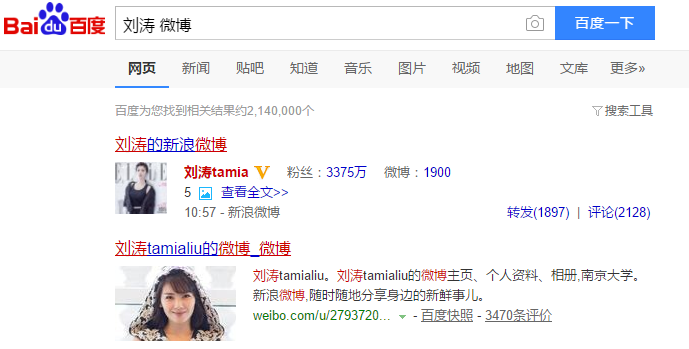 Bai du 百度 刘涛 微博 百度一下
网页 新闻 贴吧 知道 音乐 图片 视频 地图 文库 更多»
百度为您找到相关结果约2,140,000个 搜索工具
刘涛的新浪微博
刘涛tamia 粉丝：3375万 微博：1900
5 查看全文>>
10:57 - 新浪微博 转发(1897) | 评论(2128)
刘涛tamialiu的微博_微博
刘涛tamialiu。刘涛tamialiu的微博主页、个人资料、相册,南京大学。
新浪微博,随时随地分享身边的新鲜事儿。
weibo.com/u/2793720... - 百度快照 - 3470条评价